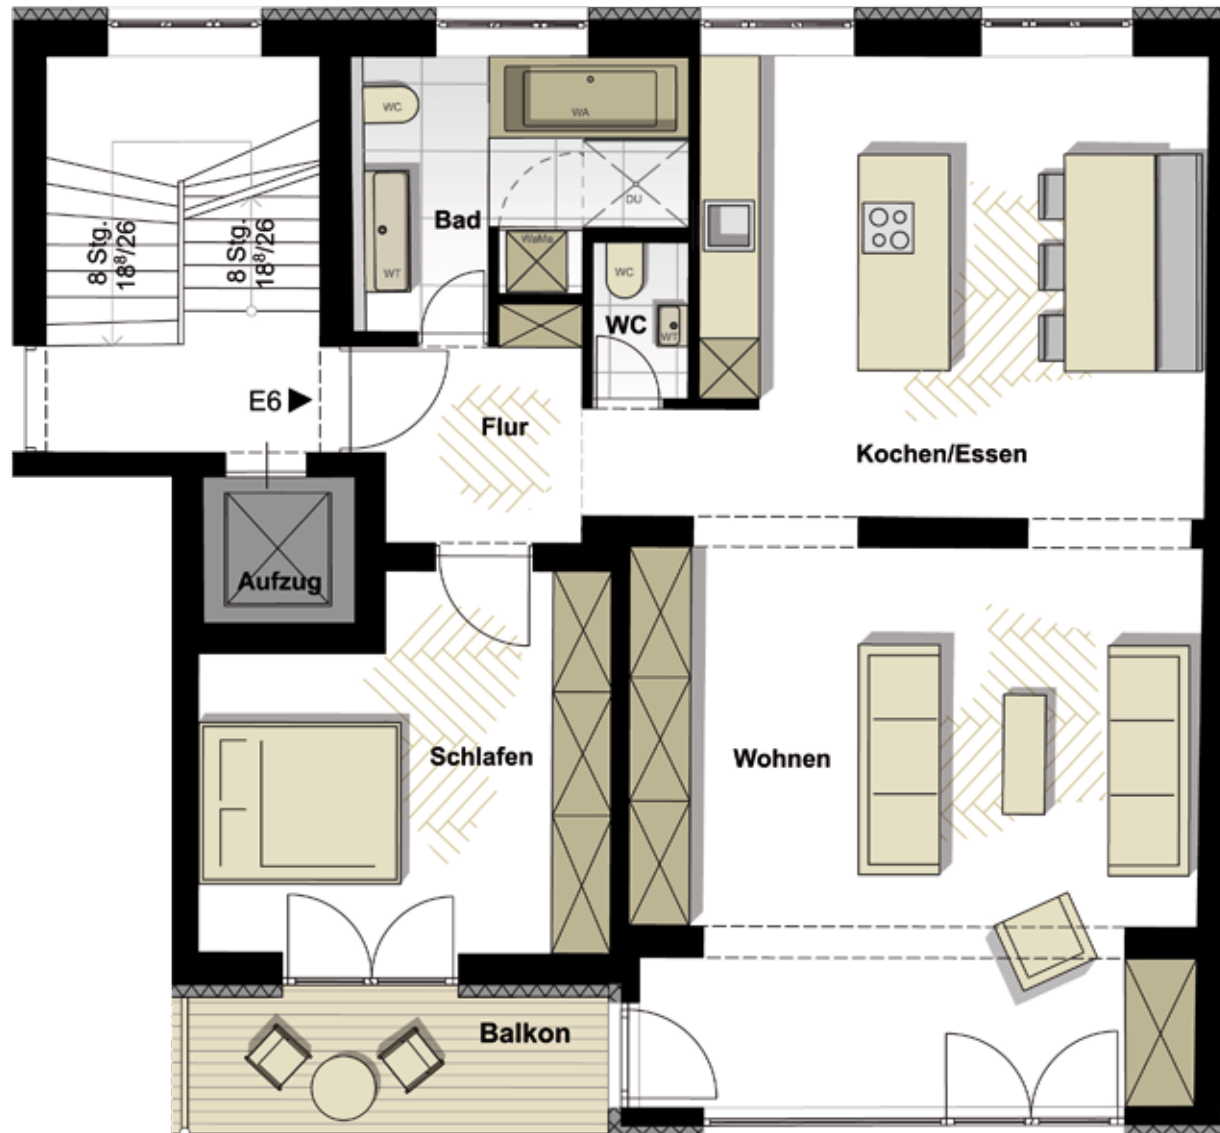 WC
WA
DU
Bad
WT
WaMa
WC
WC
WT
8 Stg.
18⁸/26
8 Stg.
18⁸/26
E6
Flur
Kochen/Essen
Aufzug
Schlafen
Wohnen
Balkon